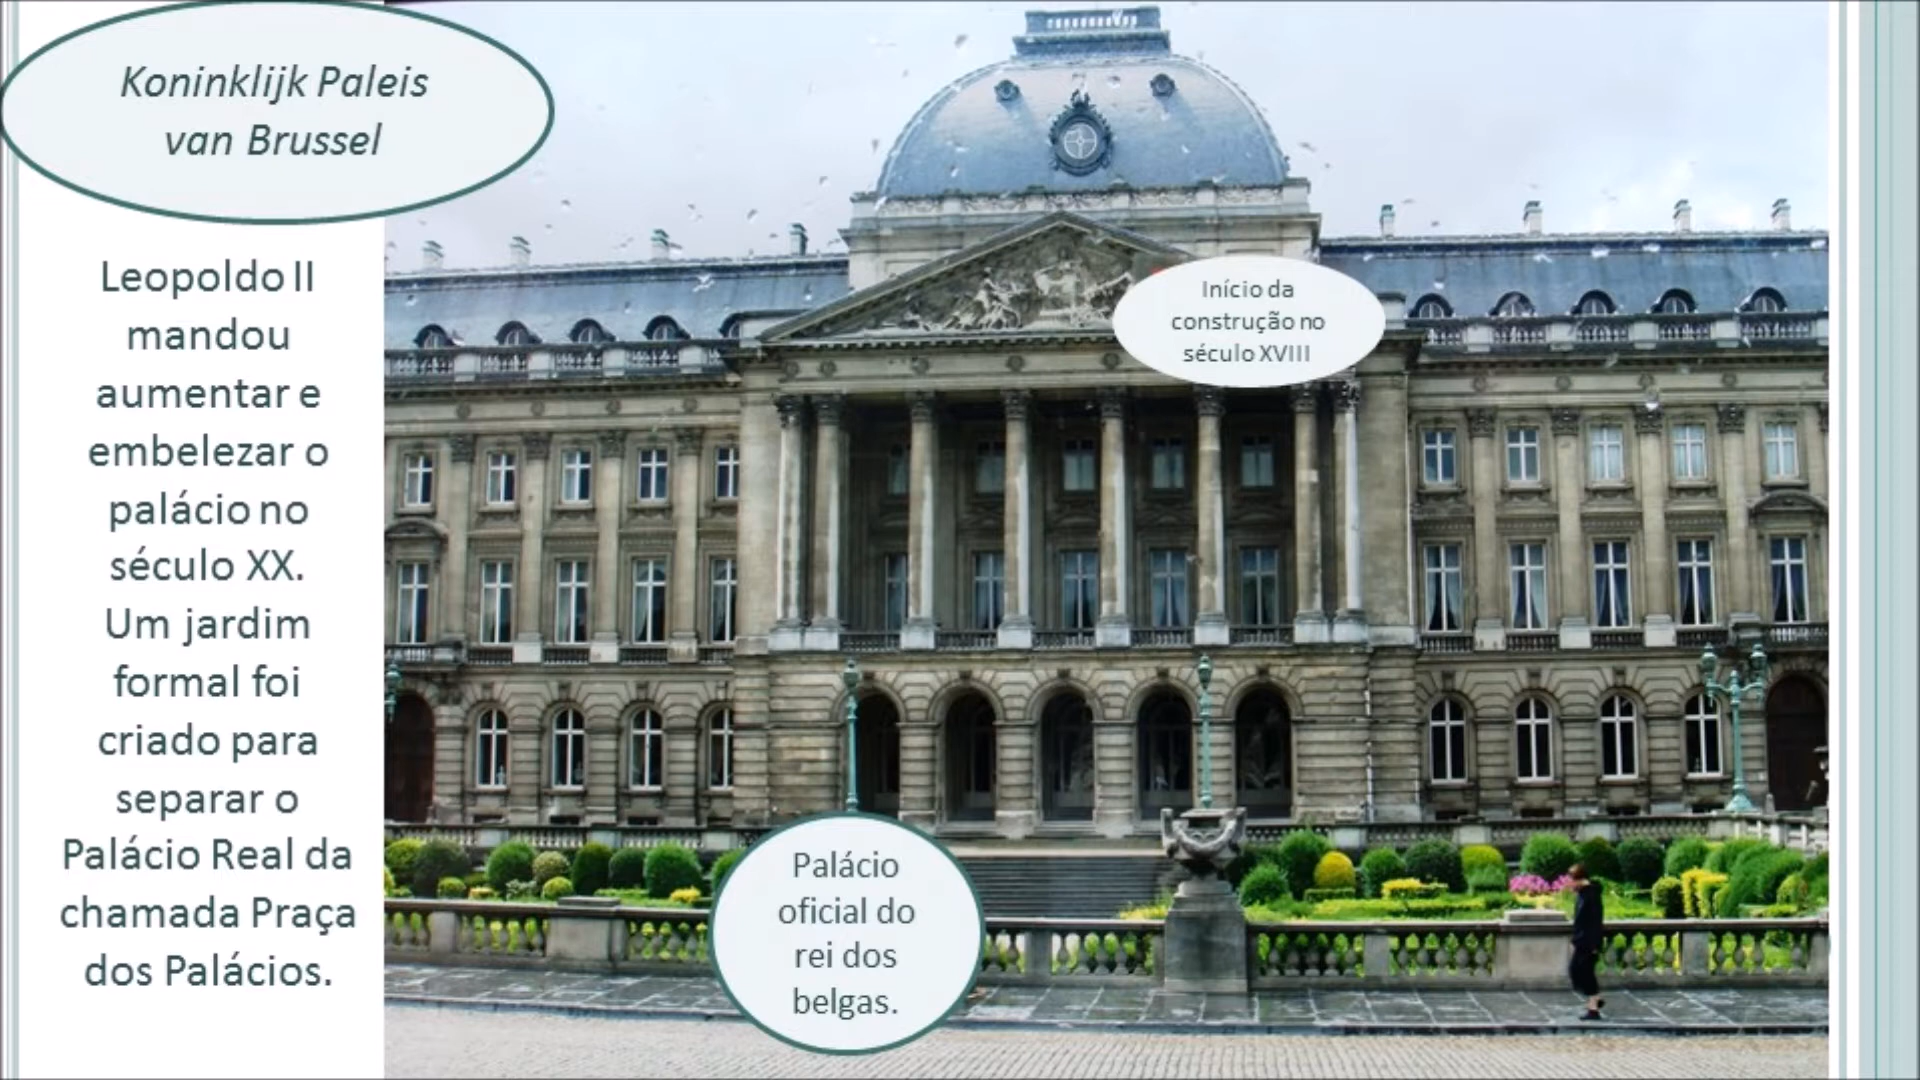 Koninklijk Paleis
van Brussel
Leopoldo II
mandou
aumentar e
embelezar o
palácio no
século XX.
Um jardim
formal foi
criado para
separar o
Palácio Real da
chamada Praça
dos Palácios.
Início da
construção no
século XVIII
Palácio
oficial do
rei dos
belgas.